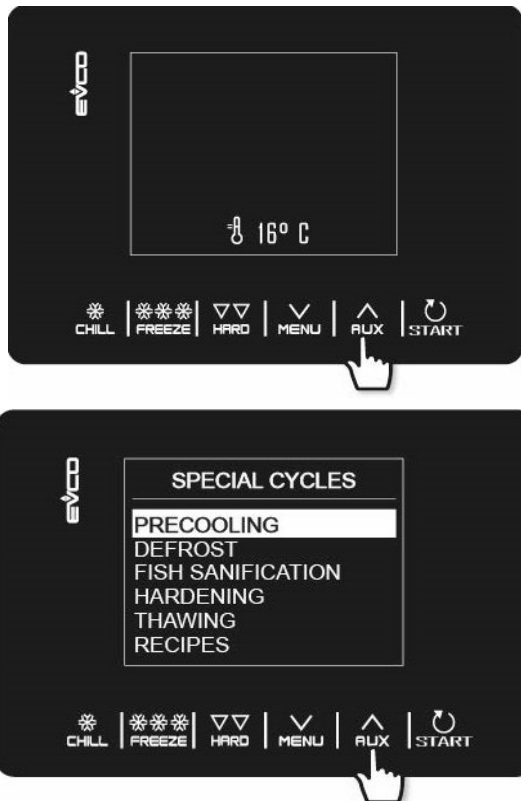 evco
16° C
CHILL FREEZE HARD MENU AUX START
evco
SPECIAL CYCLES
PRECOOLING
DEFROST
FISH SANIFICATION
HARDENING
THAWING
RECIPES
CHILL FREEZE HARD MENU AUX START